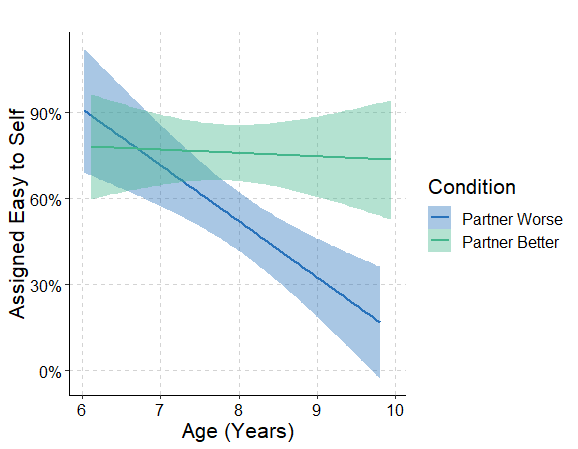 Assigned Easy to Self
90%
60%
30%
0%
6 7 8 9 10
Age (Years)
Condition
Partner Worse
Partner Better